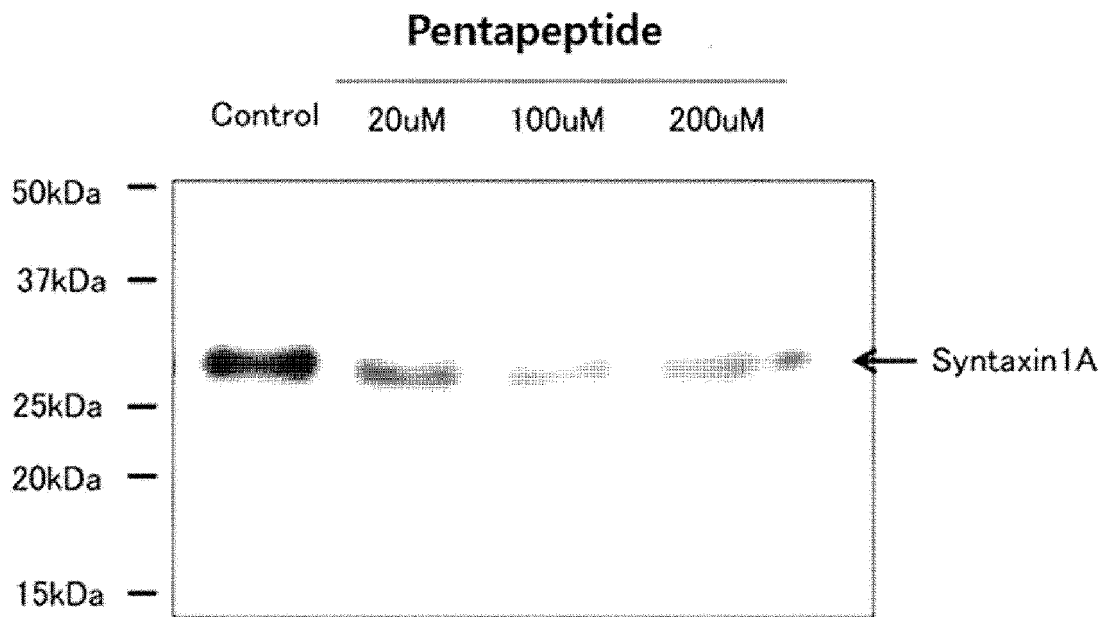 Pentapeptide
Control 20uM 100uM 200uM
50kDa
37kDa
Syntaxin1A
25kDa
20kDa
15kDa